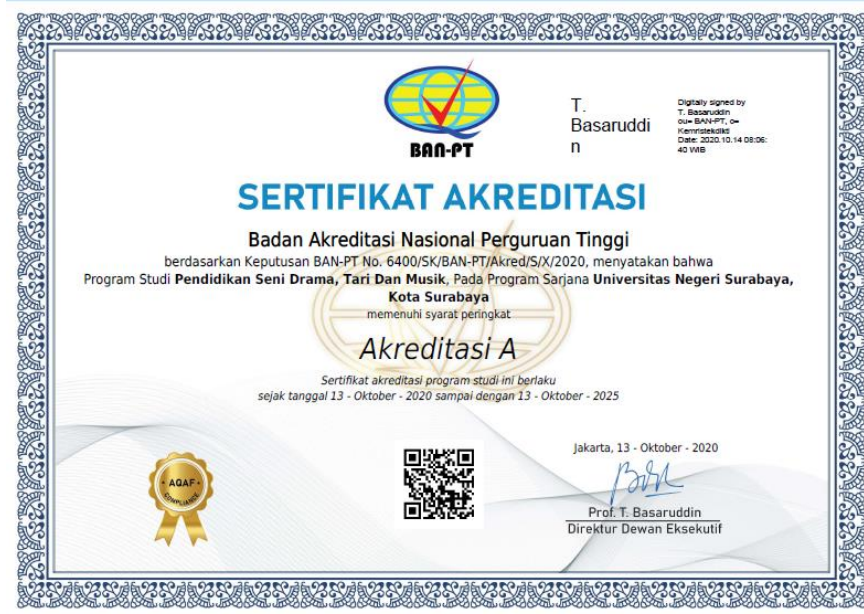 BAN-PT
T.
Basaruddi
n
Digitally signed by
T. Basaruddin
ou= BAN-PT, o=
Kemristekdikti
Date: 2020.10.14 08:06:
40 WIB
SERTIFIKAT AKREDITASI
Badan Akreditasi Nasional Perguruan Tinggi
berdasarkan Keputusan BAN-PT No. 6400/SK/BAN-PT/Akred/S/X/2020, menyatakan bahwa
Program Studi Pendidikan Seni Drama, Tari Dan Musik, Pada Program Sarjana Universitas Negeri Surabaya,
Kota Surabaya
memenuhi syarat peringkat
Akreditasi A
Sertifikat akreditasi program studi ini berlaku
sejak tanggal 13 - Oktober - 2020 sampai dengan 13 - Oktober - 2025
AQAF
COMPLIANCE
Jakarta, 13 - Oktober - 2020
Prof. T. Basaruddin
Direktur Dewan Eksekutif